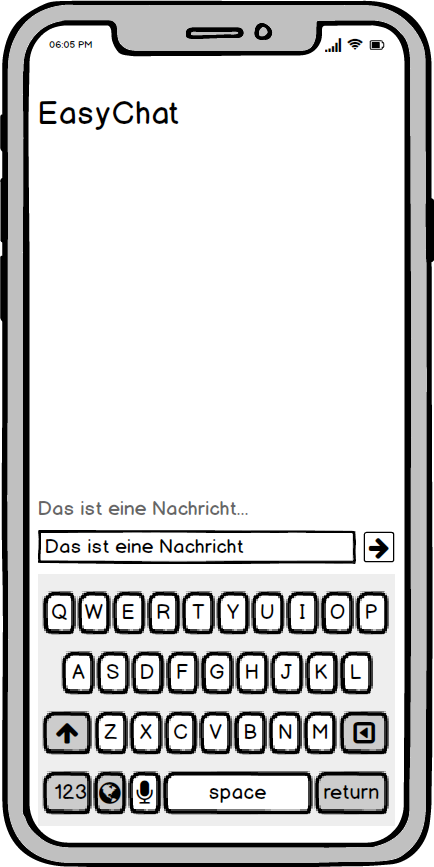 06:05 PM
EasyChat
Das ist eine Nachricht...
Das ist eine Nachricht
Q W E R T Y U I O P
A S D F G H J K L
Z X C V B N M
123 space return